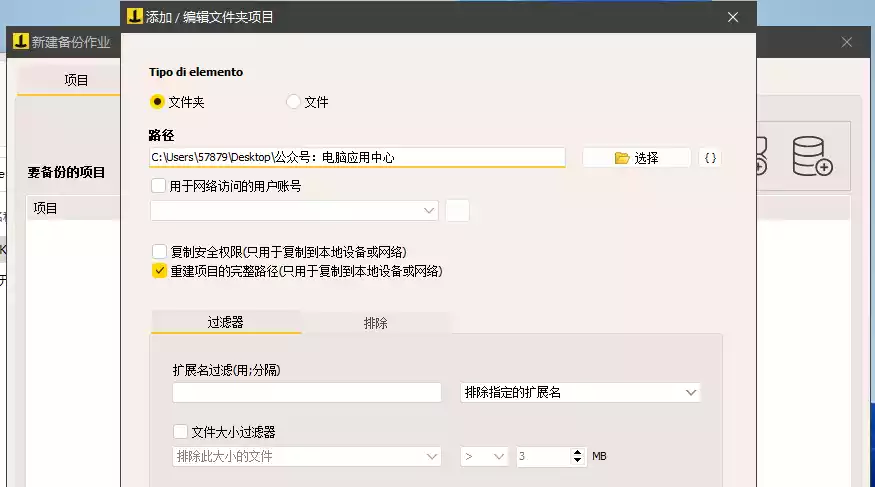 添加 / 编辑文件夹项目
新建备份作业
项目
Tipo di elemento
文件夹
文件
路径
C:\Users\57879\Desktop\公众号：电脑应用中心
选择
{}
要备份的项目
用于网络访问的用户账号
项目
复制安全权限(只用于复制到本地设备或网络)
重建项目的完整路径(只用于复制到本地设备或网络)
过滤器
排除
扩展名过滤(用;分隔)
排除指定的扩展名
文件大小过滤器
排除此大小的文件
>
3
MB